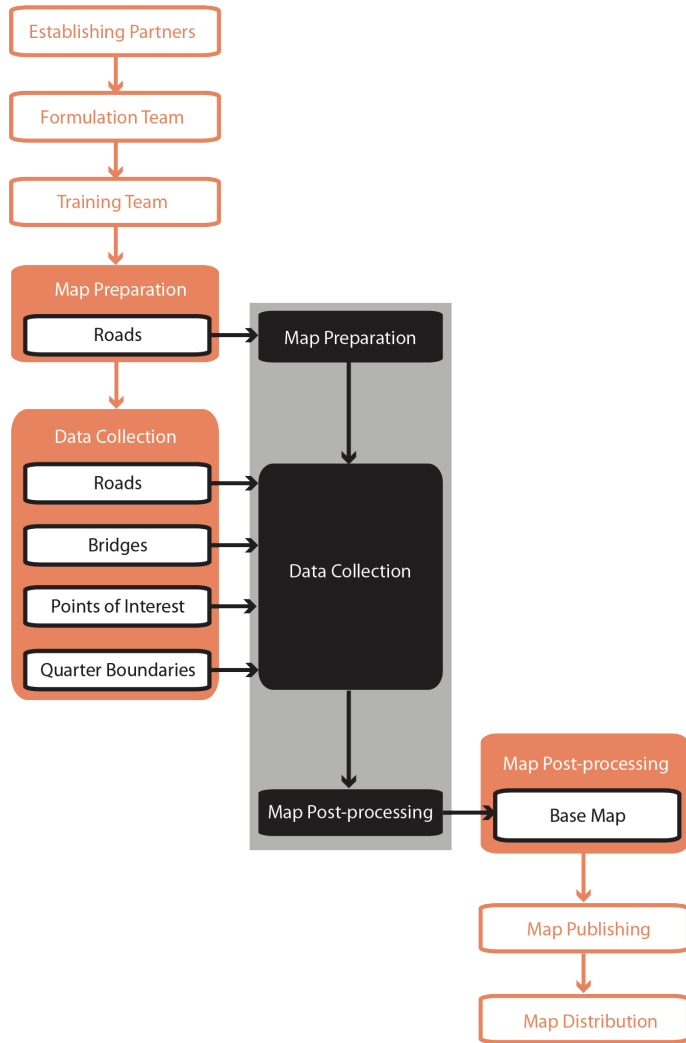 Establishing Partners
Formulation Team
Training Team
Map Preparation
Roads
Map Preparation
Data Collection
Roads
Bridges
Points of Interest
Quarter Boundaries
Data Collection
Map Post-processing
Map Post-processing
Base Map
Map Publishing
Map Distribution